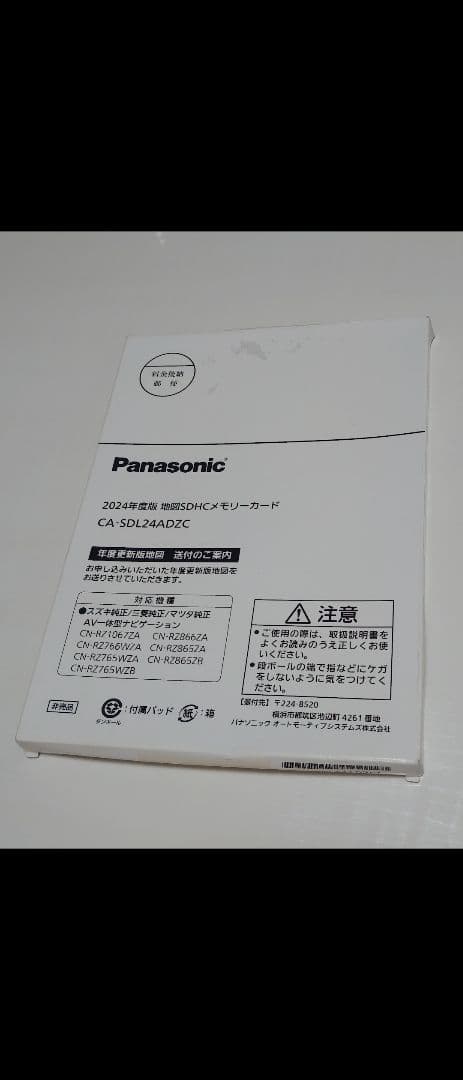 料金後納
郵便
Panasonic
2024年度版 地図SDHCメモリーカード
CA-SDL24ADZC
年度更新版地図 送付のご案内
お申し込みいただいた年度更新版地図を
お送りさせていただきます。
対応機種
●スズキ純正/三菱純正/マツダ純正
AV一体型ナビゲーション
CN-RZ1067ZA CN-RZ866ZA
CN-RZ766WZA CN-RZ865ZA
CN-RZ765WZA CN-RZ865ZB
CN-RZ765WZB
注意
●ご使用の際は、取扱説明書を
よくお読みのうえ正しくお使
いください。
●段ボールの端で指などにケガ
をしないように気をつけてく
ださい。
非売品
ダンボール
:付属パッド
紙
:箱
【還付先】〒224-8520
横浜市都筑区池辺町 4261番地
パナソニック オートモーティブシステムズ株式会社